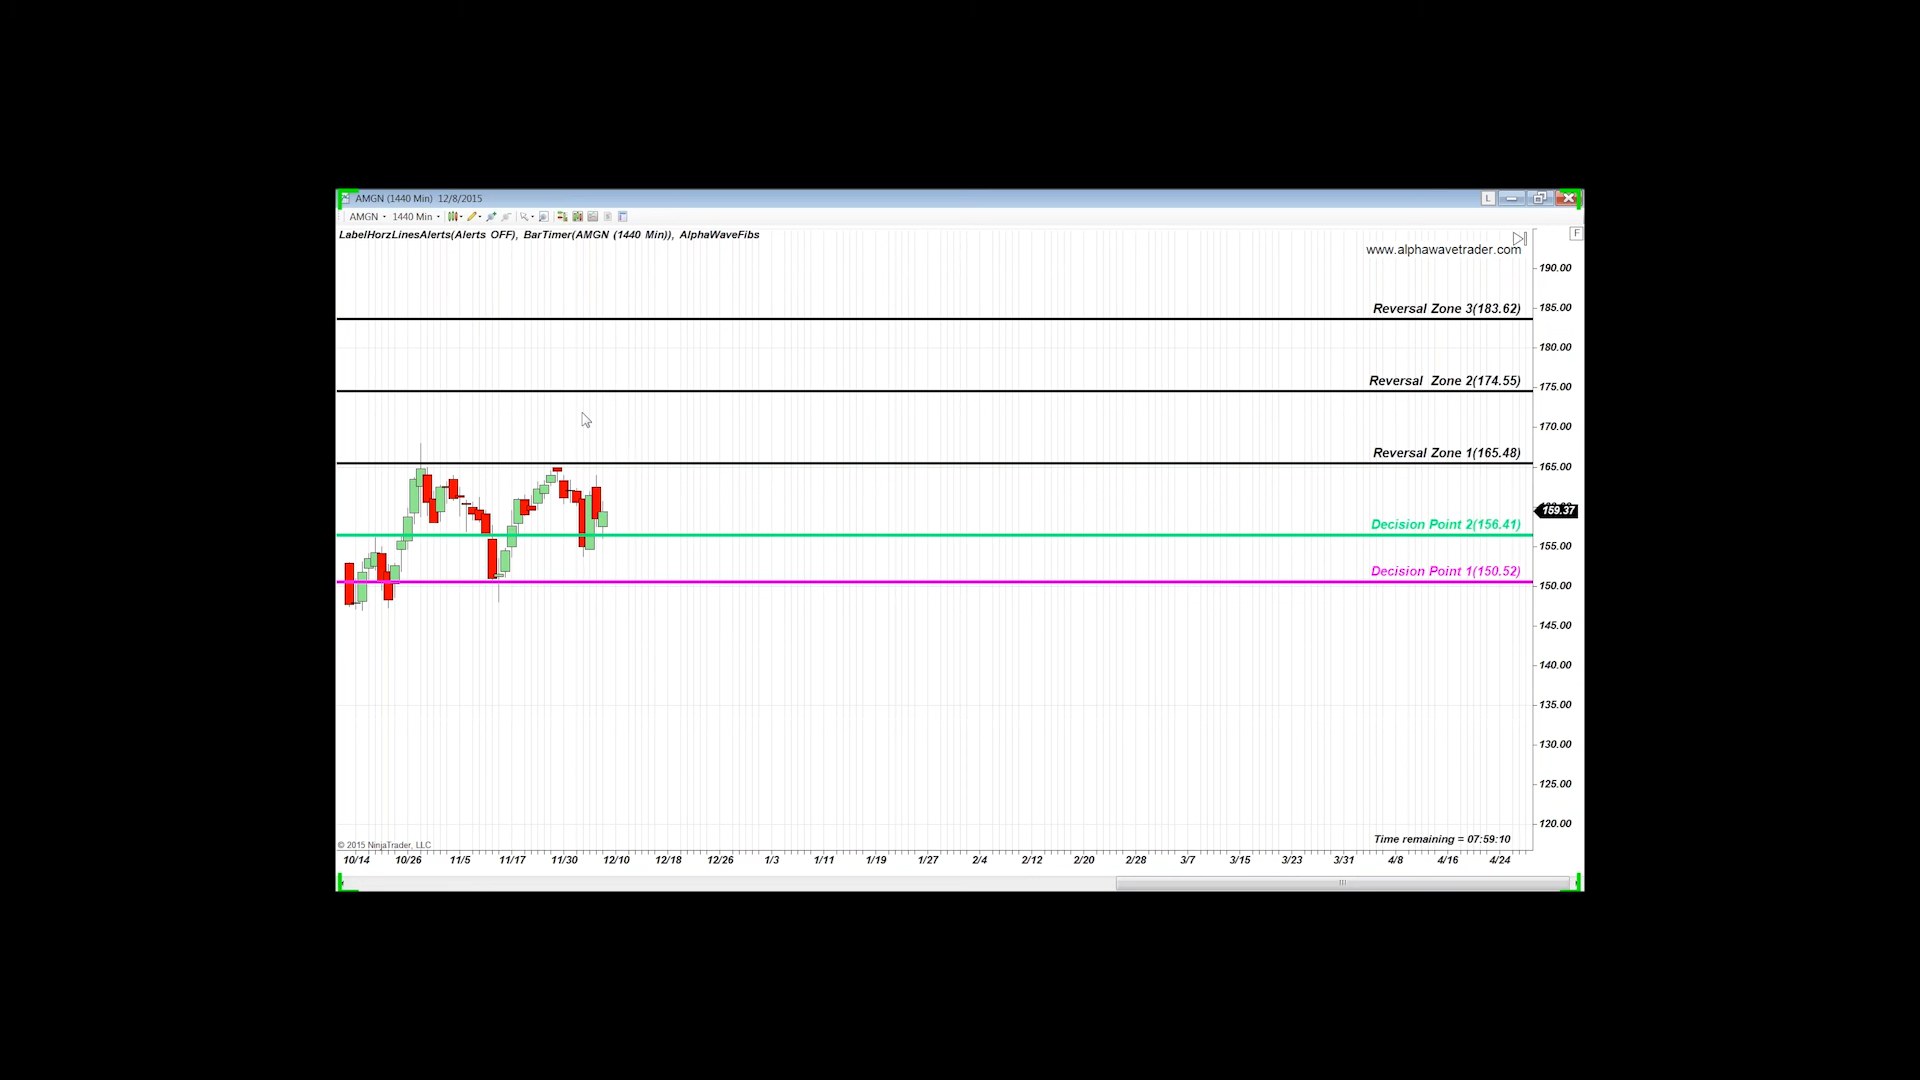 AMGN (1440 Min) 12/8/2015
L
AMGN 1440 Min
LabelHorzLinesAlerts(Alerts OFF), BarTimer(AMGN (1440 Min)), AlphaWaveFibs
F
www.alphawavetrader.com
190.00
Reversal Zone 3(183.62)
185.00
180.00
Reversal Zone 2(174.55)
175.00
170.00
Reversal Zone 1(165.48)
165.00
159.37
Decision Point 2(156.41)
155.00
Decision Point 1(150.52)
150.00
145.00
140.00
135.00
130.00
125.00
120.00
Time remaining = 07:59:10
© 2015 NinjaTrader, LLC
10/14 10/26 11/5 11/17 11/30 12/10 12/18 12/26 1/3 1/11 1/19 1/27 2/4 2/12 2/20 2/28 3/7 3/15 3/23 3/31 4/8 4/16 4/24